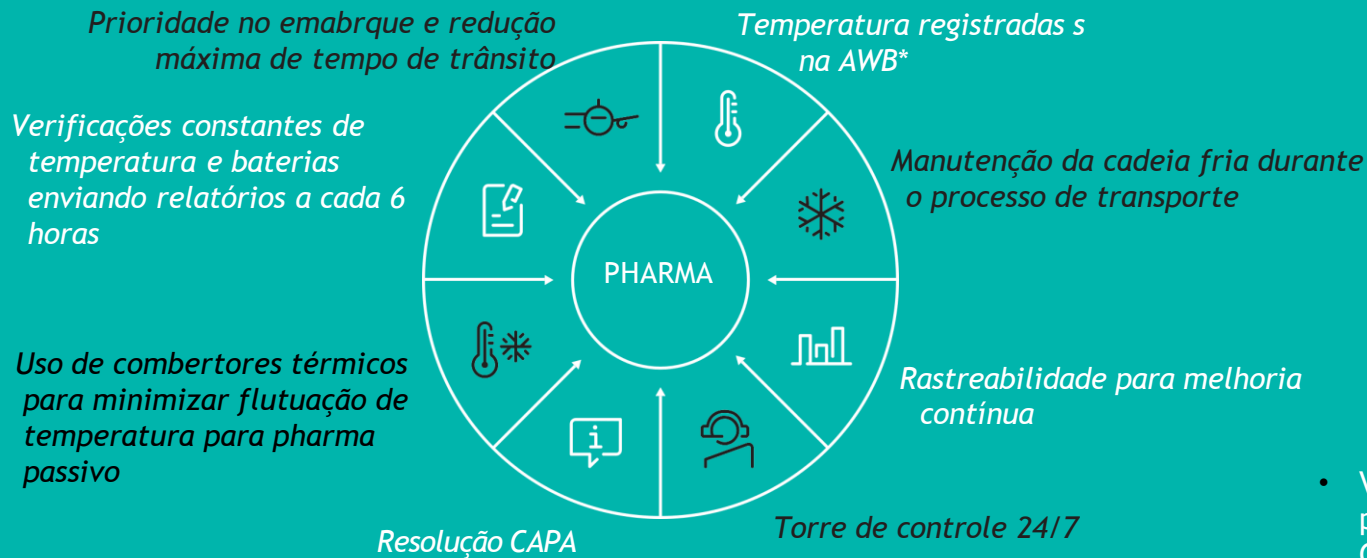 Prioridade no emabrque e redução
máxima de tempo de trânsito
Temperatura registradas s
na AWB*
Verificações constantes de
temperatura e baterias
enviando relatórios a cada 6
horas
Manutenção da cadeia fria durante
o processo de transporte
PHARMA
Uso de combertores térmicos
para minimizar flutuação de
temperatura para pharma
passivo
Rastreabilidade para melhoria
contínua
i
Resolução CAPA
Torre de controle 24/7